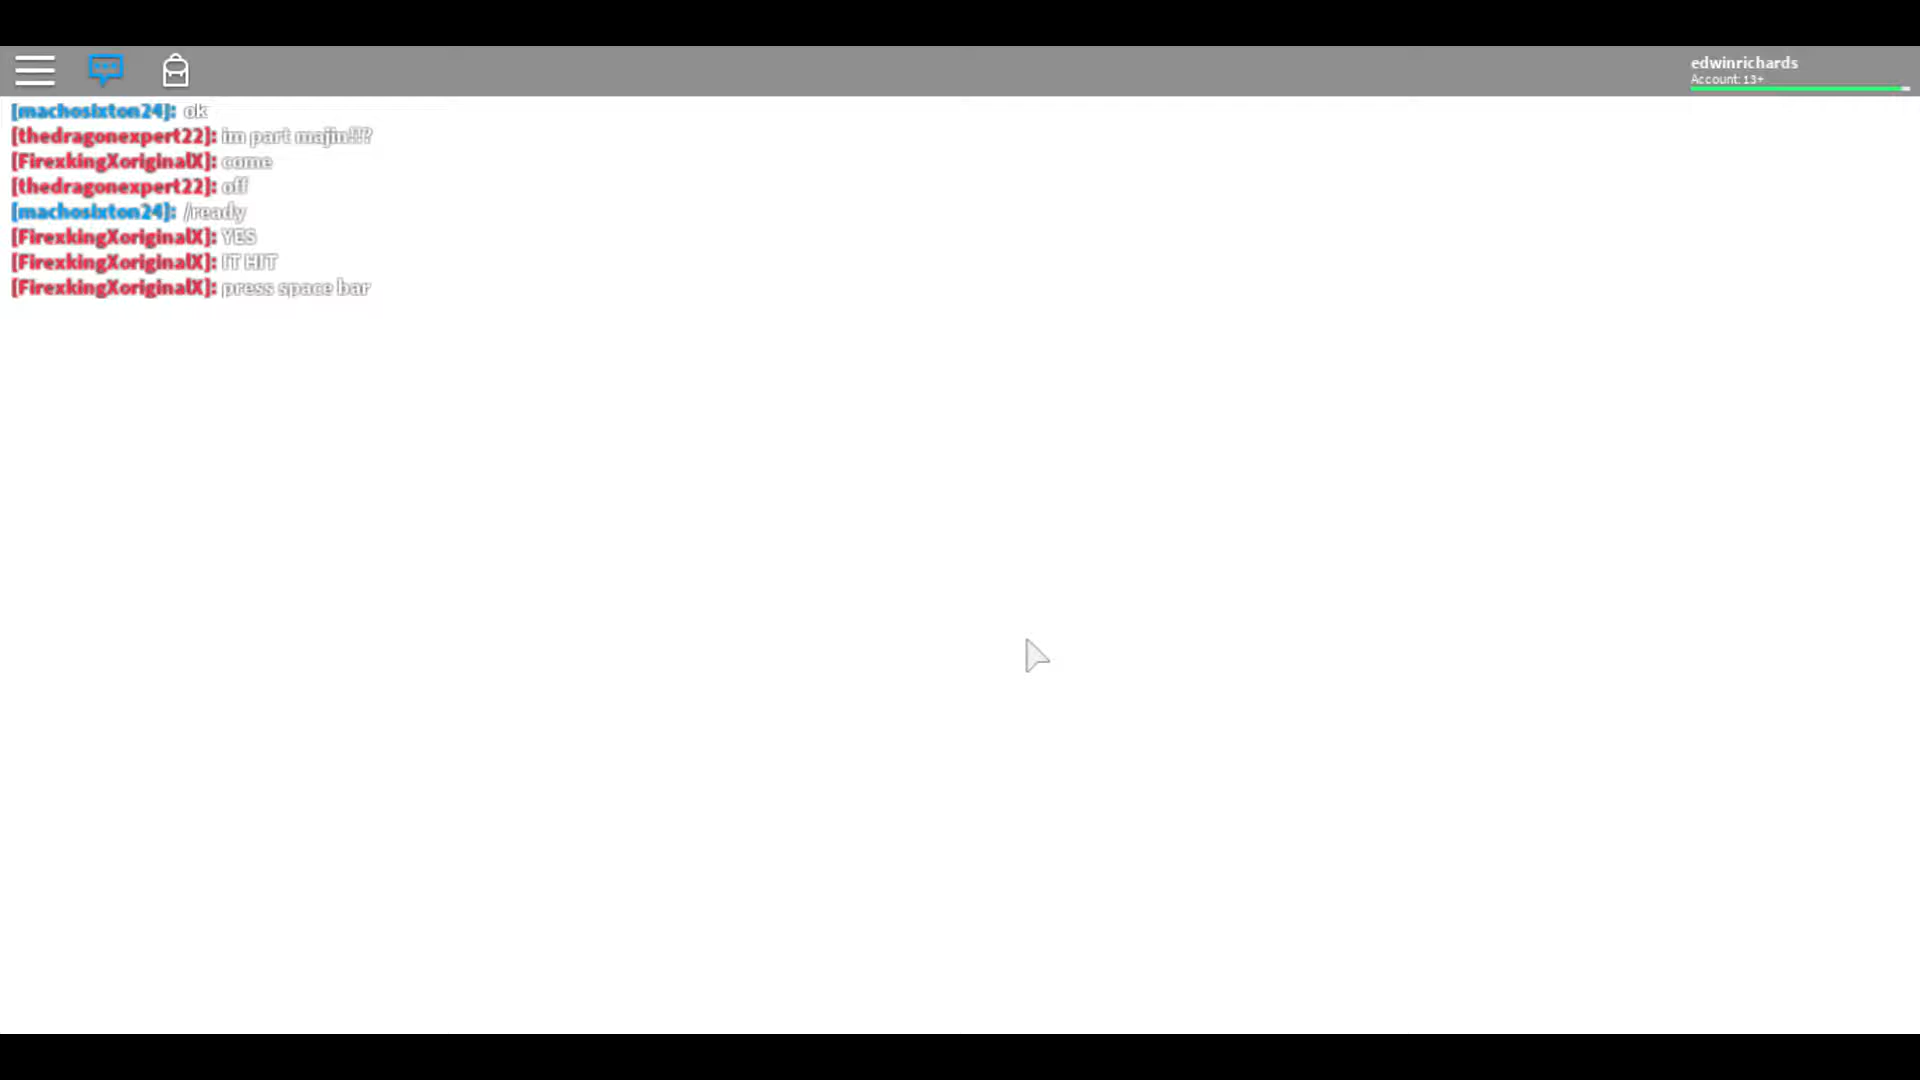 edwinrichards
Account: 13+
[machosixton24]: ok
[thedragonexpert22]: im part majin!!!?
[FirexkingXoriginalX]: come
[thedragonexpert22]: off
[machosixton24]: /ready
[FirexkingXoriginalX]: YES
[FirexkingXoriginalX]: IT HIT
[FirexkingXoriginalX]: press space bar